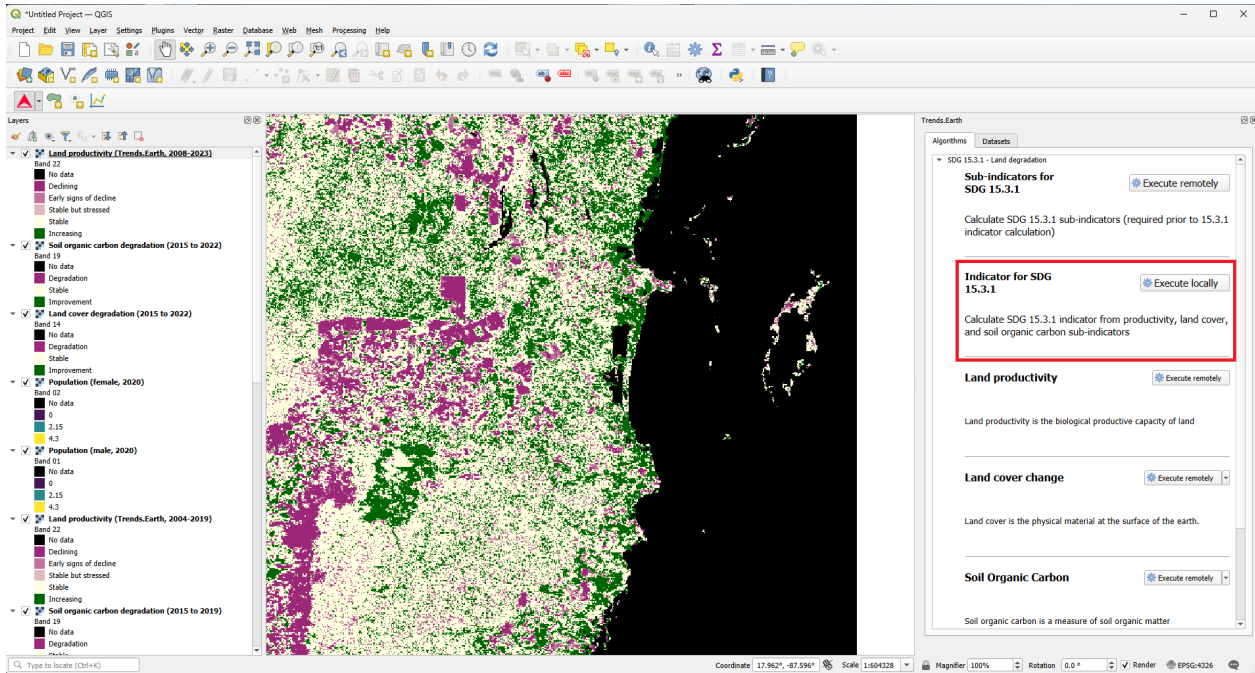 *Untitled Project — QGIS
Project Edit View Layer Settings Plugins Vector Raster Database Web Mesh Processing Help
Layers
Land productivity (Trends.Earth, 2008-2023)
Band 22
No data
Declining
Early signs of decline
Stable but stressed
Stable
Increasing
Soil organic carbon degradation (2015 to 2022)
Band 19
No data
Degradation
Stable
Improvement
Land cover degradation (2015 to 2022)
Band 14
No data
Degradation
Stable
Improvement
Population (female, 2020)
Band 02
No data
0
2.15
4.3
Population (male, 2020)
Band 01
No data
0
2.15
4.3
Land productivity (Trends.Earth, 2004-2019)
Band 22
No data
Declining
Early signs of decline
Stable but stressed
Stable
Increasing
Soil organic carbon degradation (2015 to 2019)
Band 19
No data
Degradation
Trends.Earth
Algorithms Datasets
SDG 15.3.1 - Land degradation
Sub-indicators for
SDG 15.3.1
Execute remotely
Calculate SDG 15.3.1 sub-indicators (required prior to 15.3.1
indicator calculation)
Indicator for SDG
15.3.1
Execute locally
Calculate SDG 15.3.1 indicator from productivity, land cover,
and soil organic carbon sub-indicators
Land productivity
Execute remotely
Land productivity is the biological productive capacity of land
Land cover change
Execute remotely
Land cover is the physical material at the surface of the earth.
Soil Organic Carbon
Execute remotely
Soil organic carbon is a measure of soil organic matter
Type to locate (Ctrl+K)
Coordinate 17.962°, -87.596° Scale 1:604328 Magnifier 100% Rotation 0.0 ° Render EPSG:4326